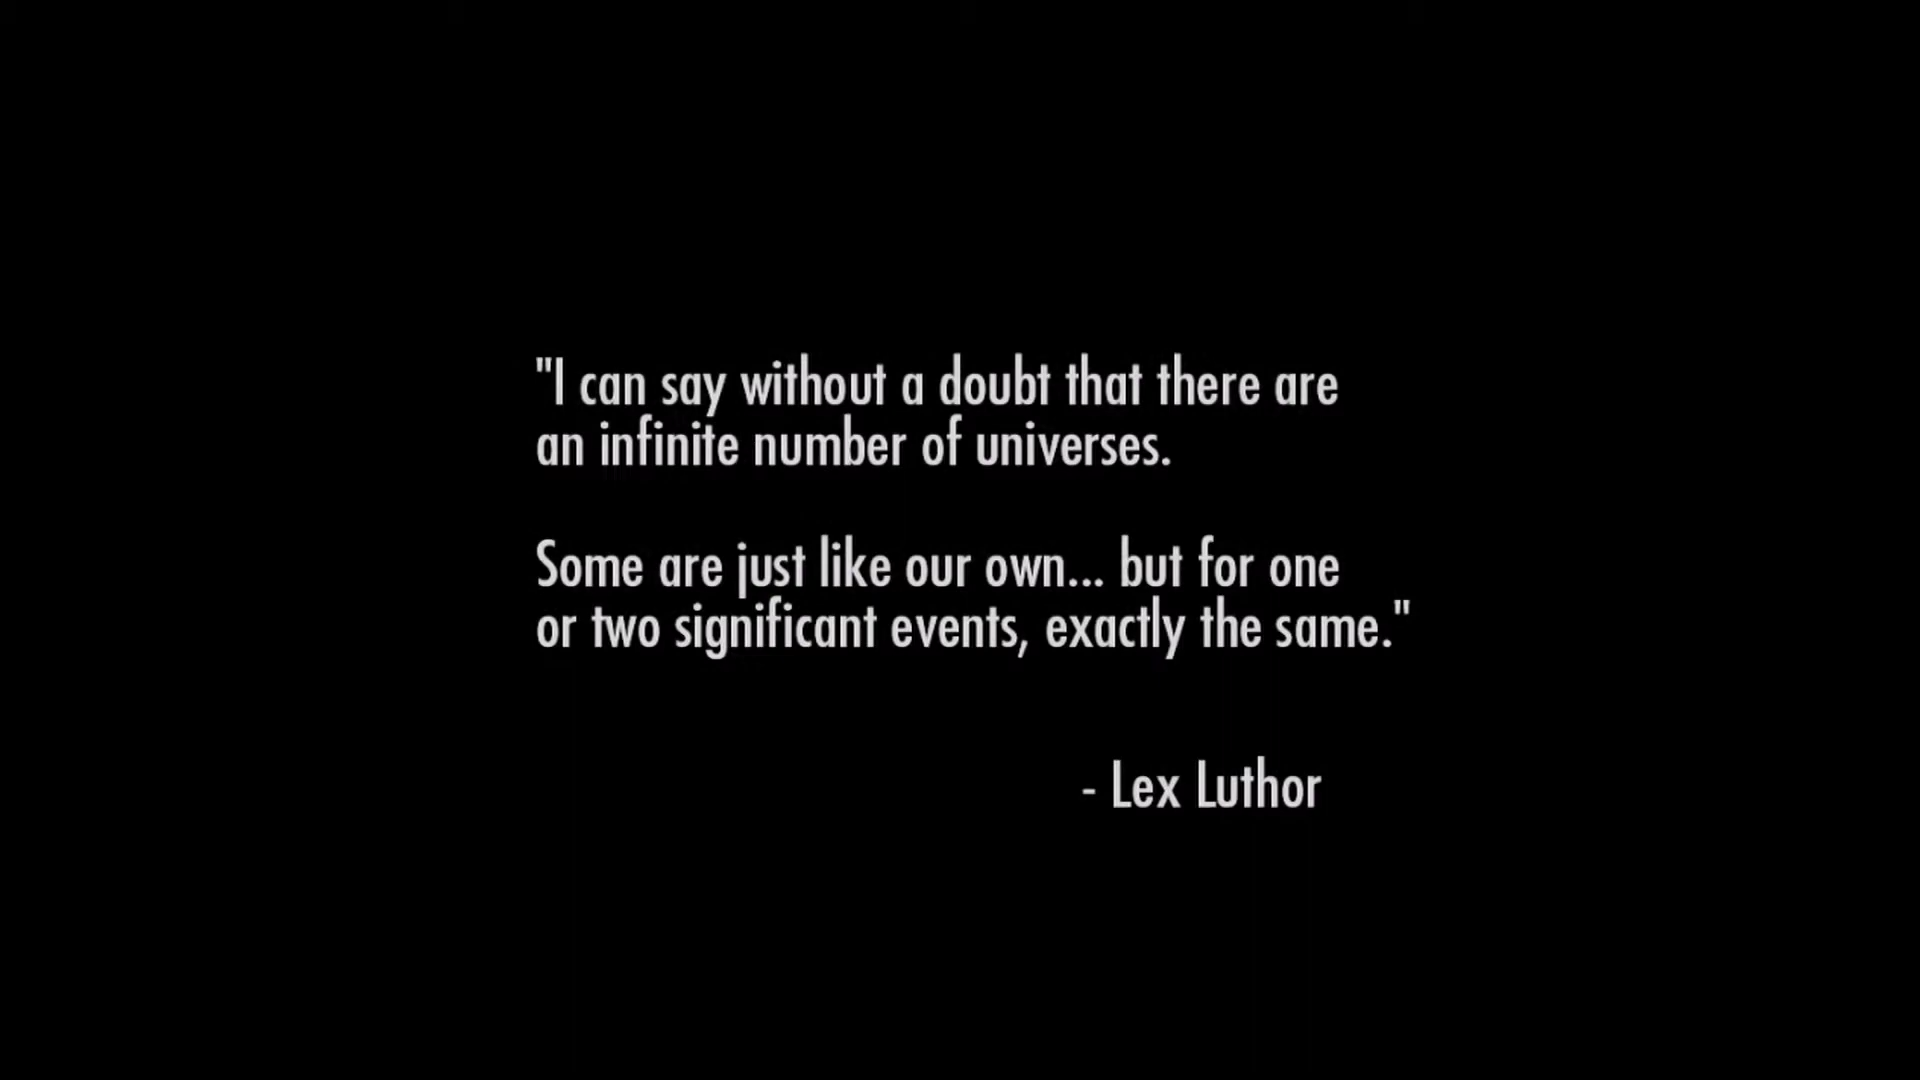 "I can say without a doubt that there are
an infinite number of universes.
Some are just like our own... but for one
or two significant events, exactly the same."
- Lex Luthor